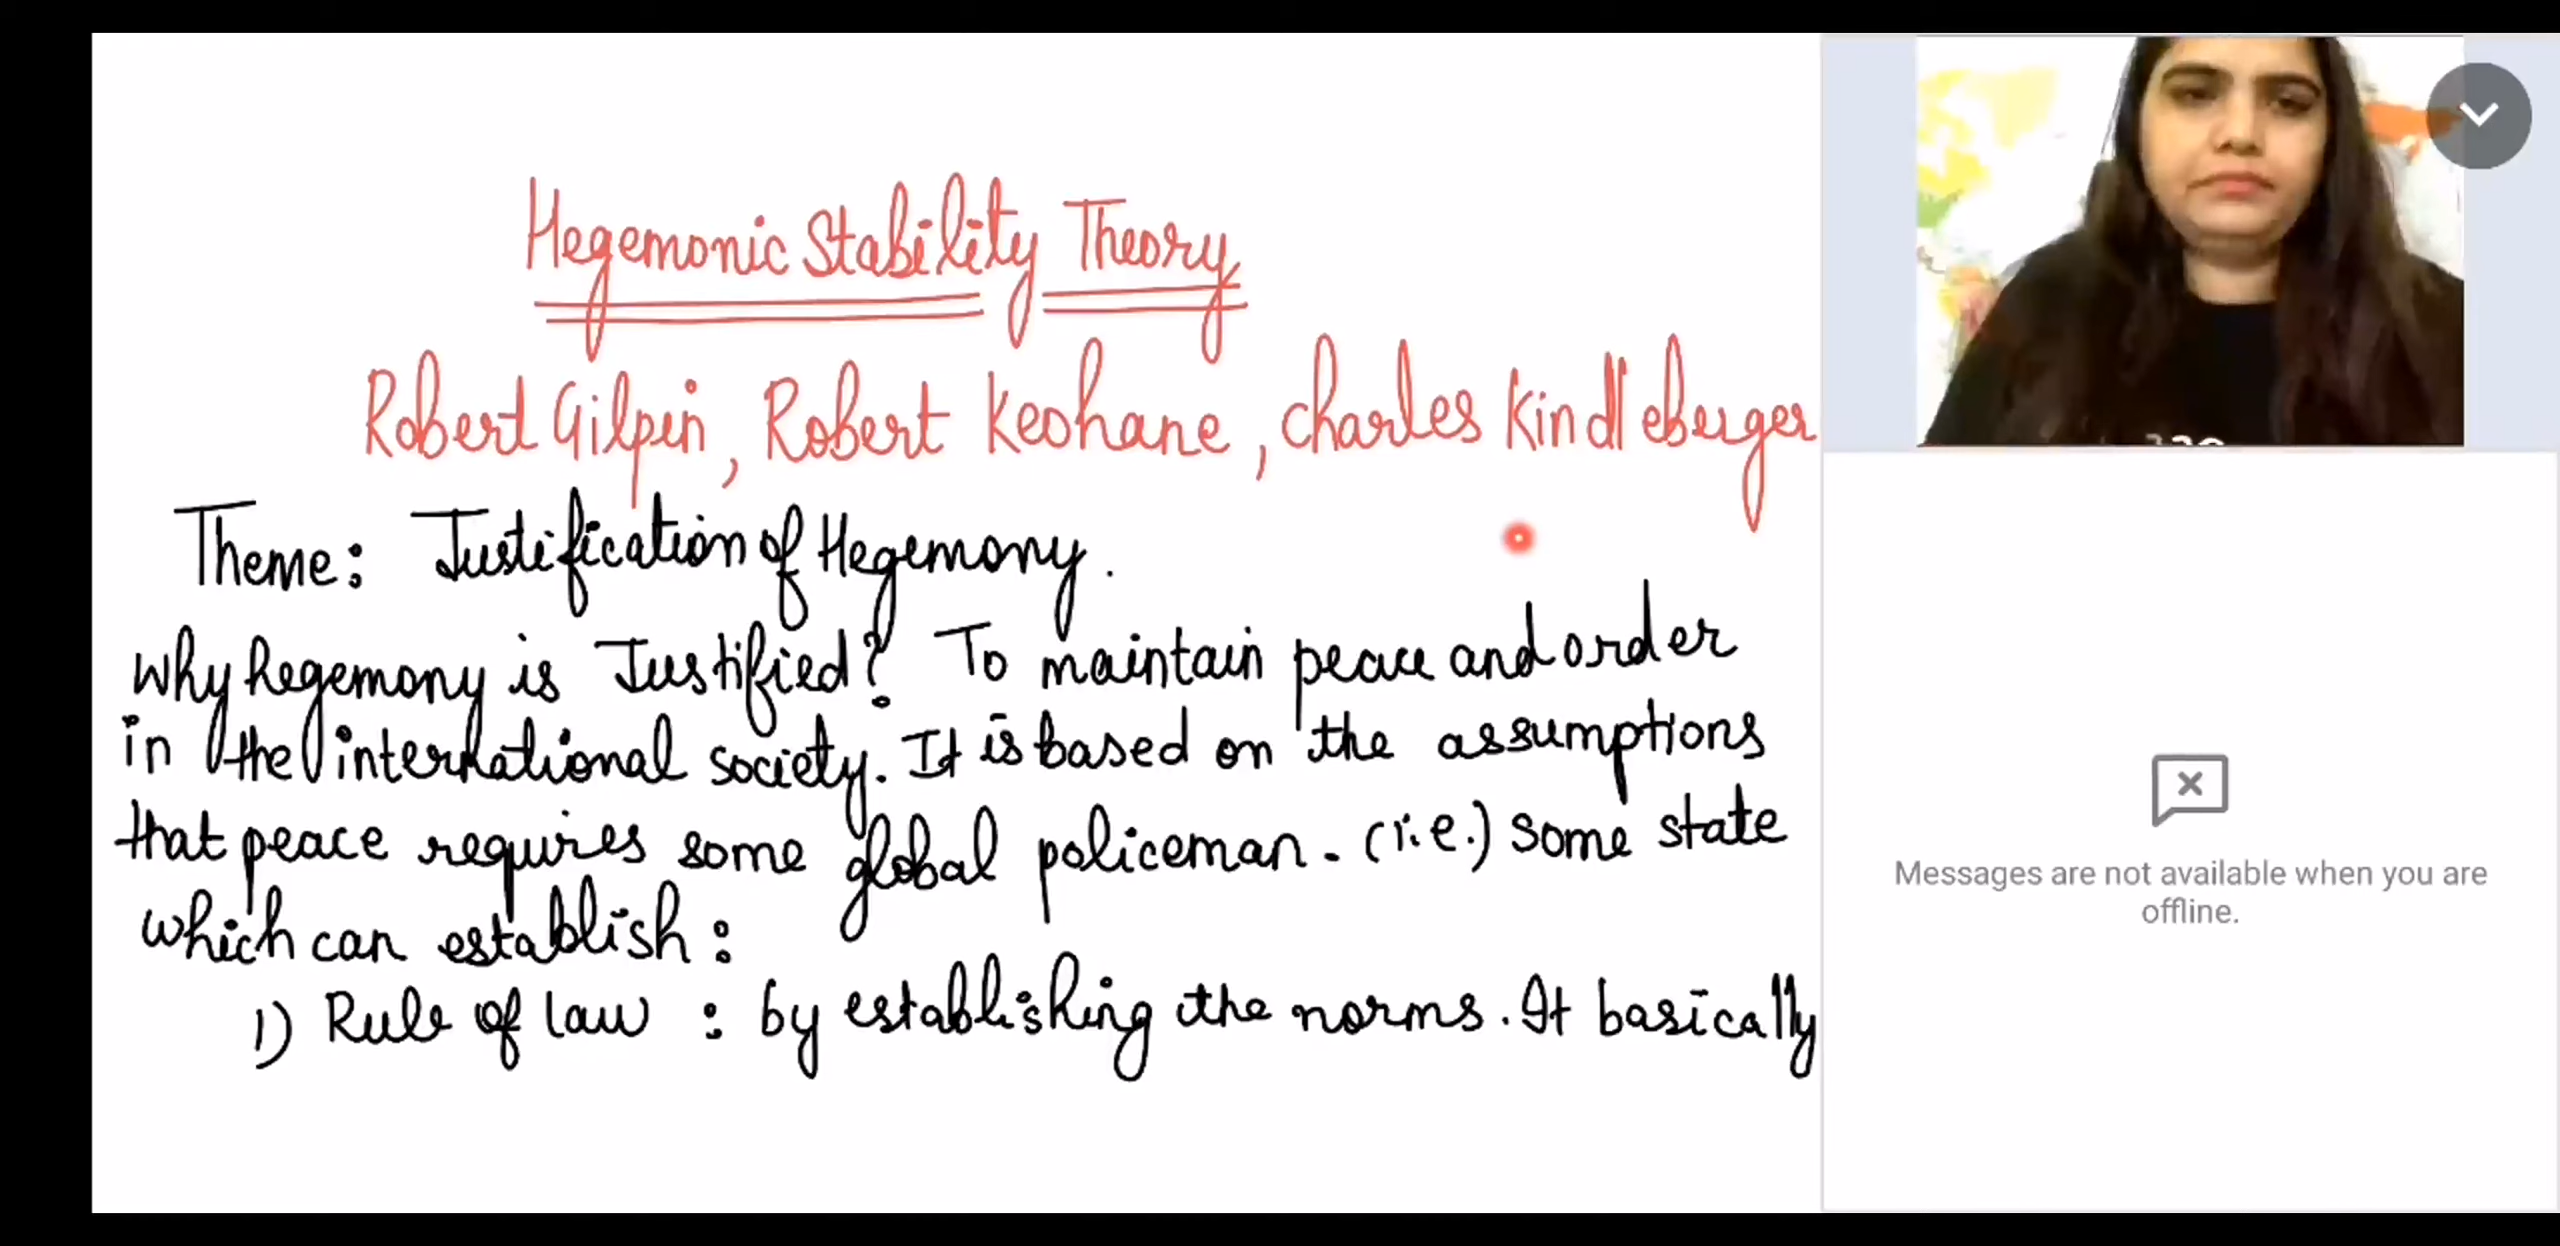 Hegemonic Stability Theory
Robert Gilpin, Robert Keohane, Charles Kindleberger
Theme: Justification of Hegemony.
Why hegemony is Justified? To maintain peace and order
in the international society. It is based on the assumptions
that peace requires some global policeman. (i.e.) some state
which can establish:
1) Rule of law : by establishing the norms. It basically
Messages are not available when you are
offline.